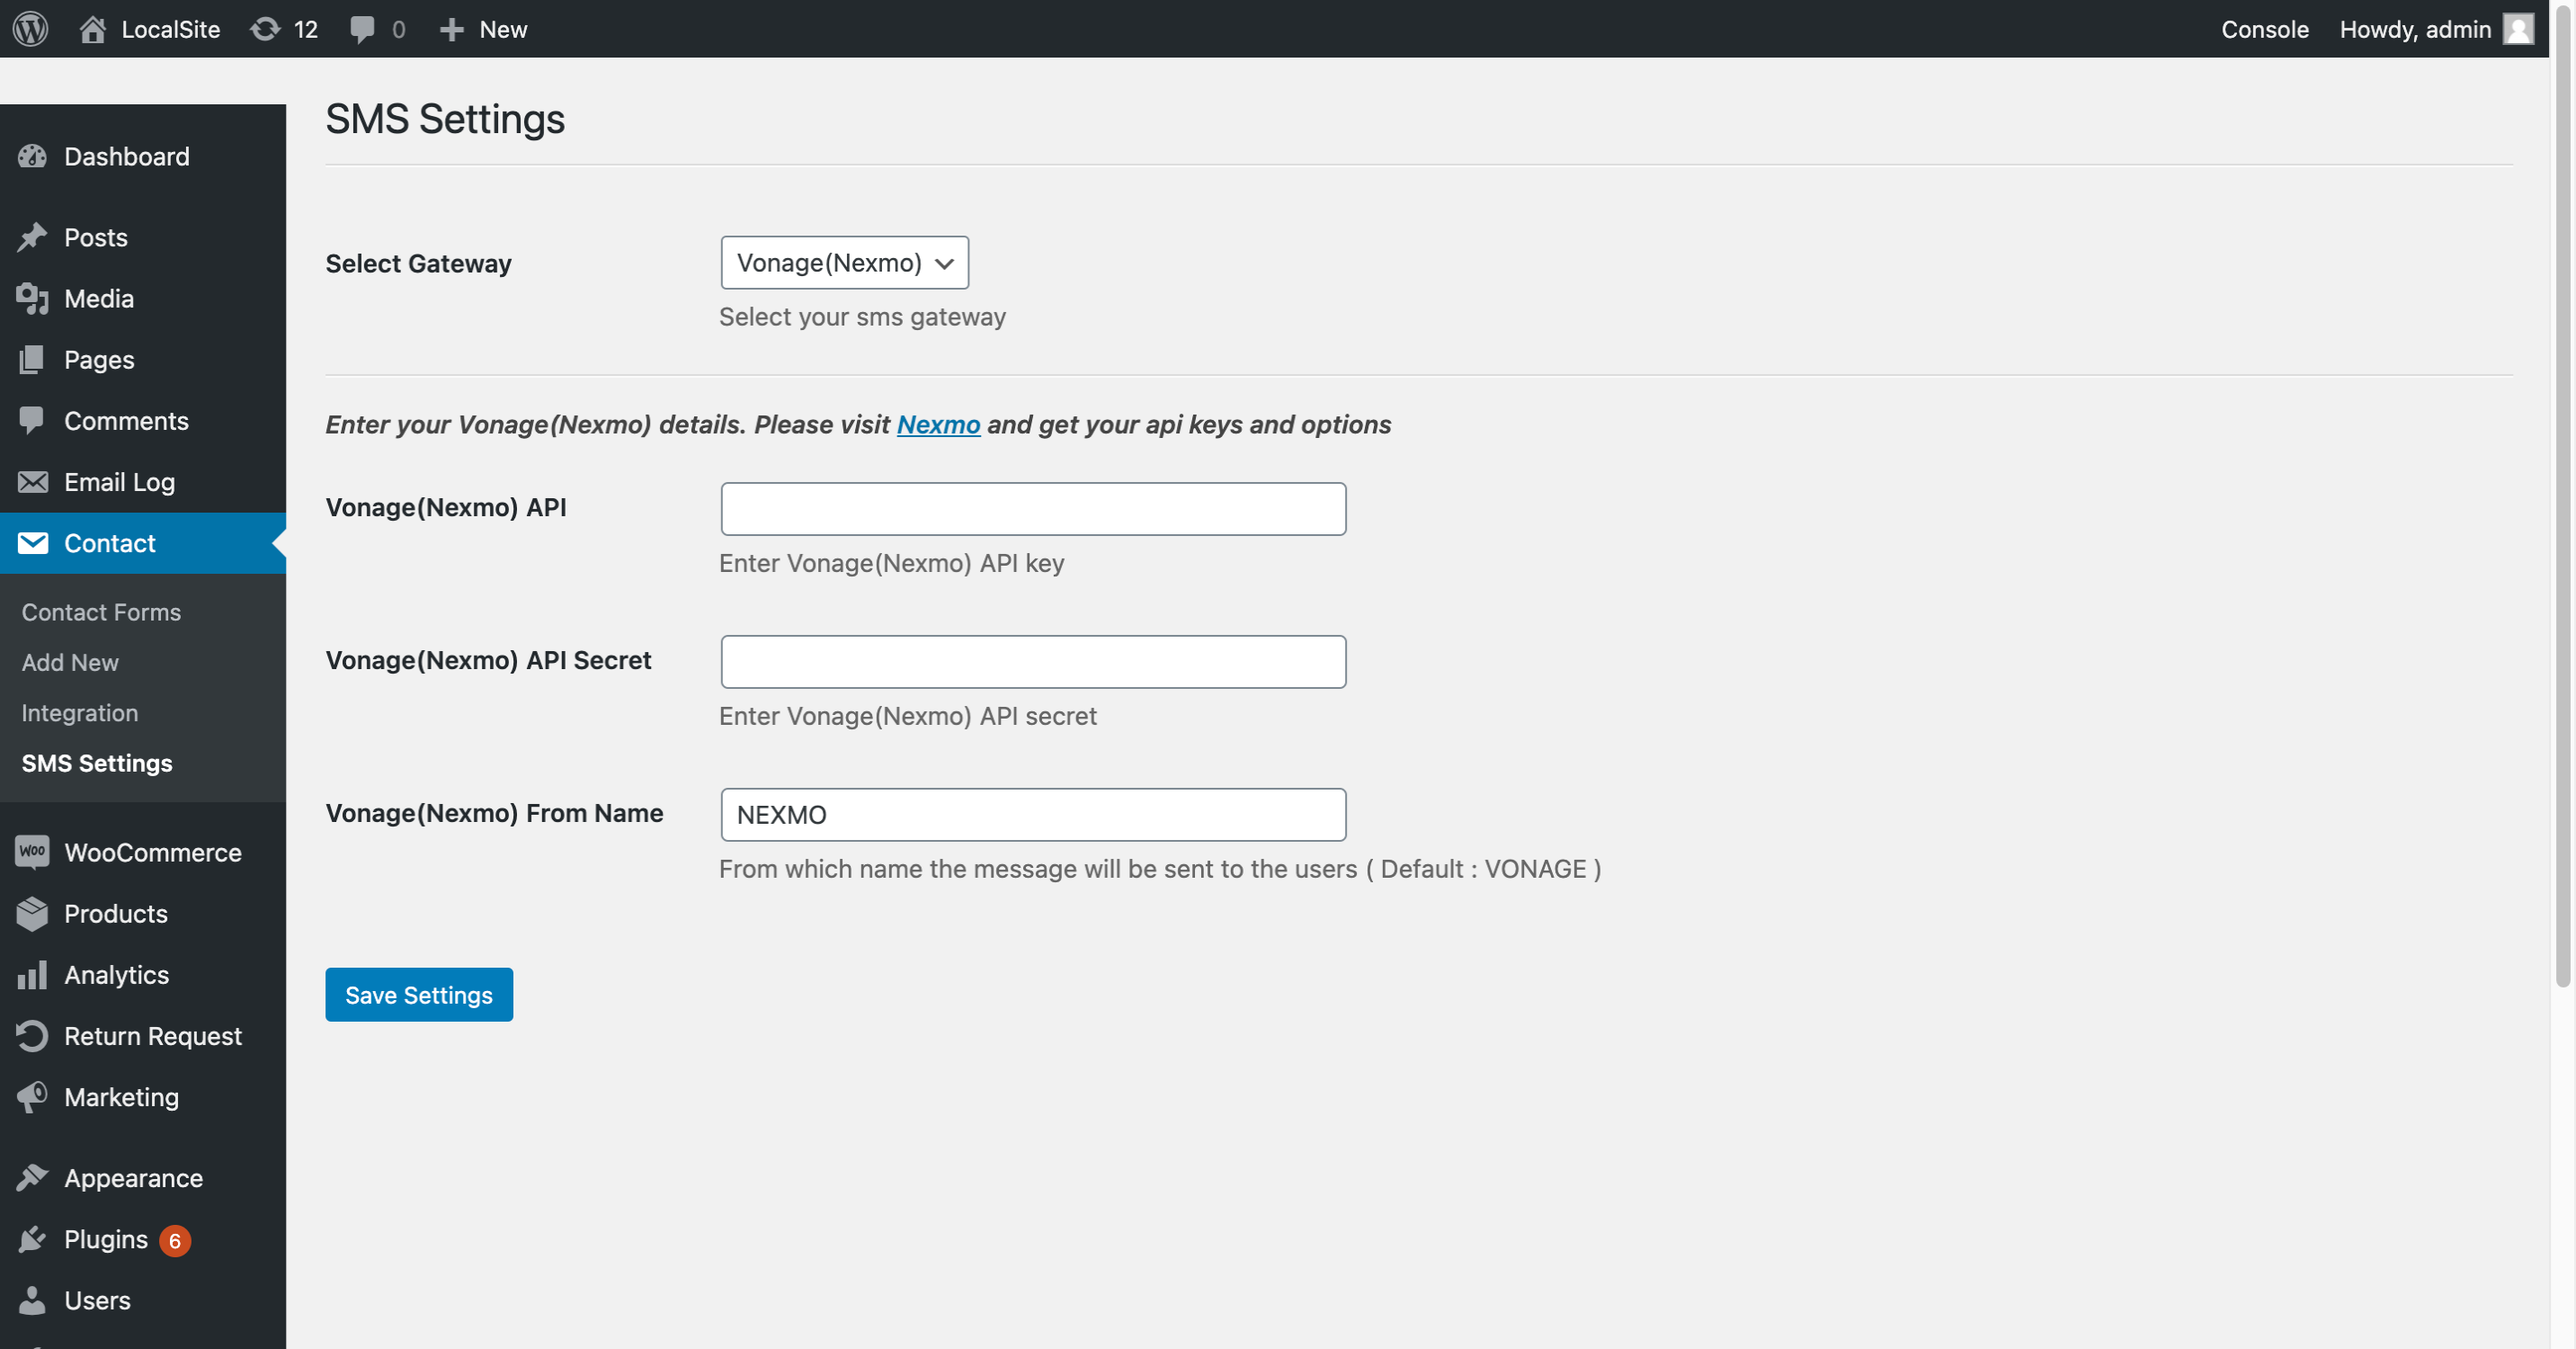 LocalSite 12 0 New Console Howdy, admin
Dashboard
Posts
Media
Pages
Comments
Email Log
Contact
Contact Forms
Add New
Integration
SMS Settings
WOO WooCommerce
Products
Analytics
Return Request
Marketing
Appearance
Plugins 6
Users
SMS Settings
Select Gateway Vonage(Nexmo)
Select your sms gateway
Enter your Vonage(Nexmo) details. Please visit Nexmo and get your api keys and options
Vonage(Nexmo) API
Enter Vonage(Nexmo) API key
Vonage(Nexmo) API Secret
Enter Vonage(Nexmo) API secret
Vonage(Nexmo) From Name NEXMO
From which name the message will be sent to the users ( Default : VONAGE )
Save Settings